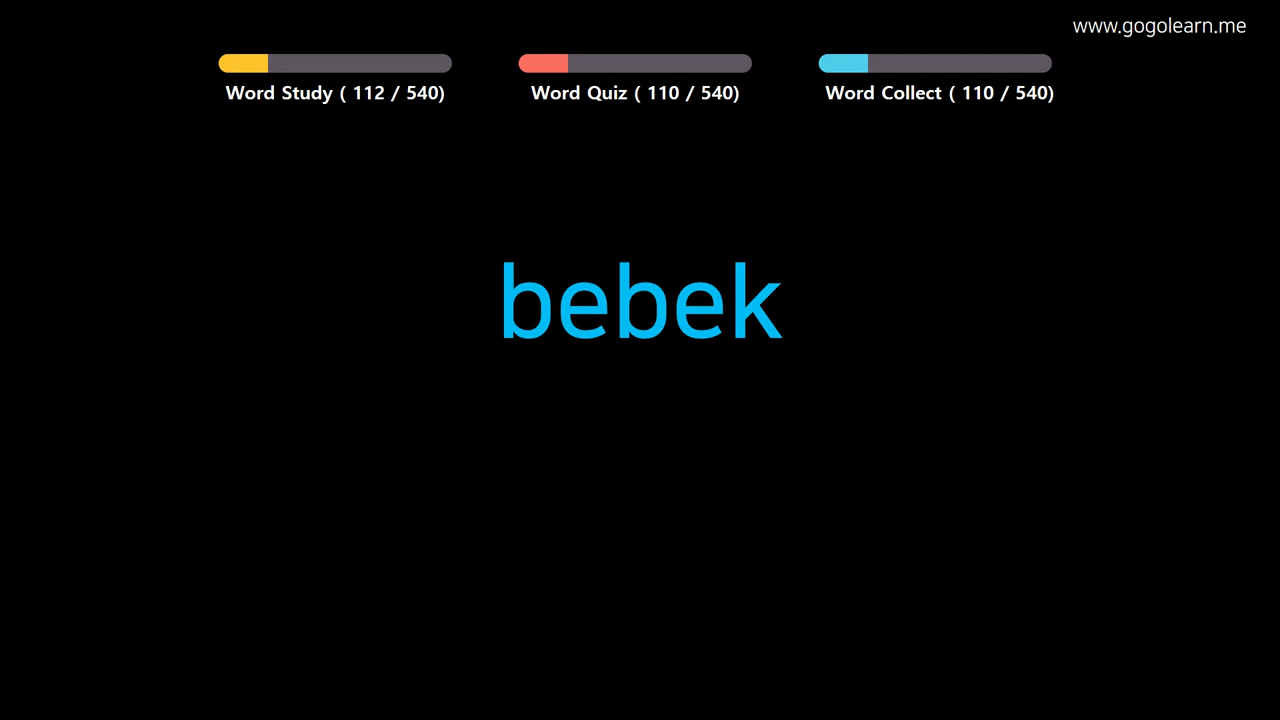 www.gogolearn.me
Word Study ( 112 / 540)
Word Quiz ( 110 / 540)
Word Collect ( 110 / 540)
bebek